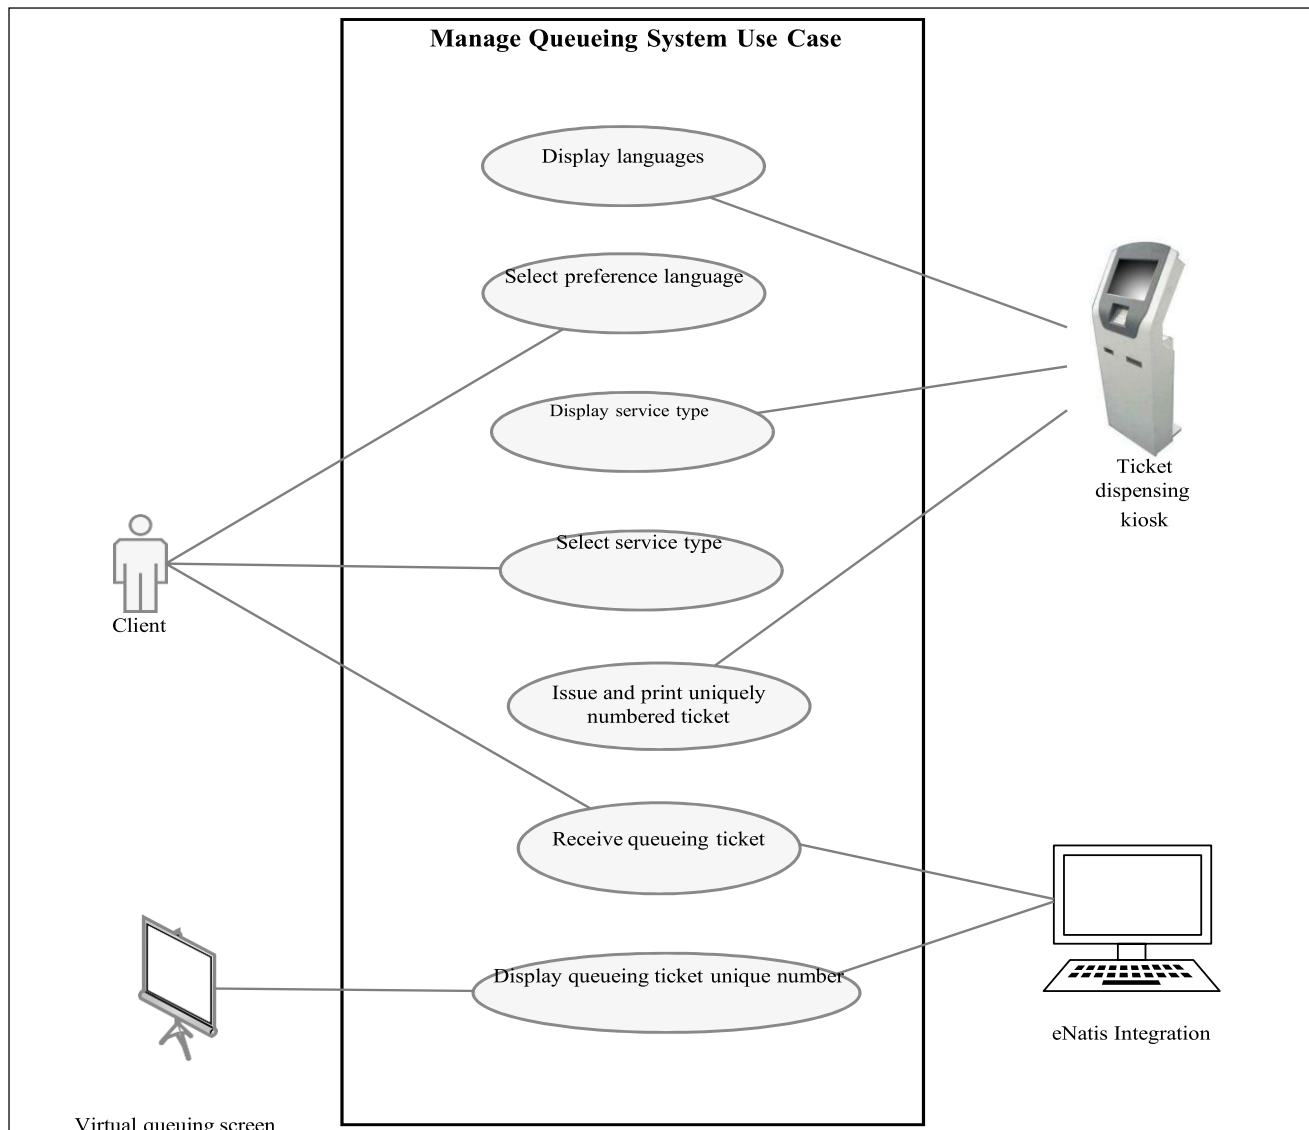 Manage Queueing System Use Case
Display languages
Select preference language
Display service type
Select service type
Issue and print uniquely
numbered ticket
Receive queueing ticket
Display queueing ticket unique number
Client
Virtual queuing screen
Ticket
dispensing
kiosk
eNatis Integration